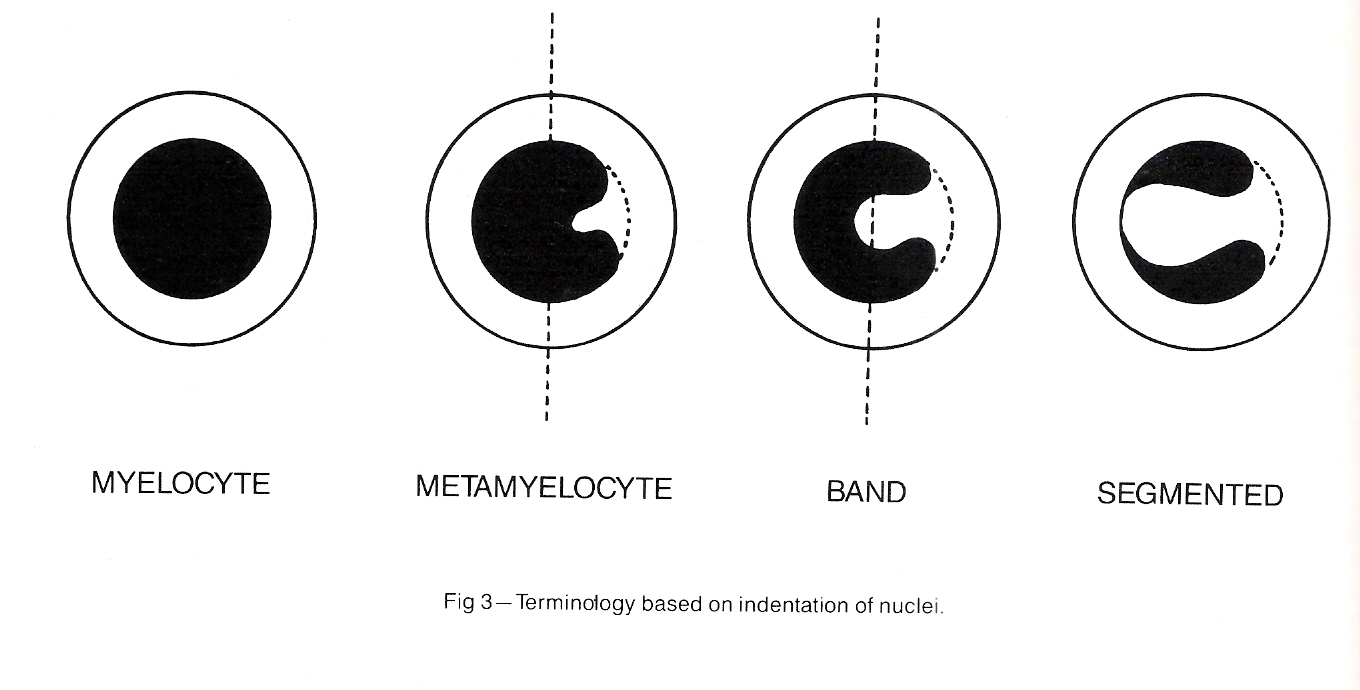 MYELOCYTE
METAMYELOCYTE
BAND
SEGMENTED
Fig 3—Terminology based on indentation of nuclei.